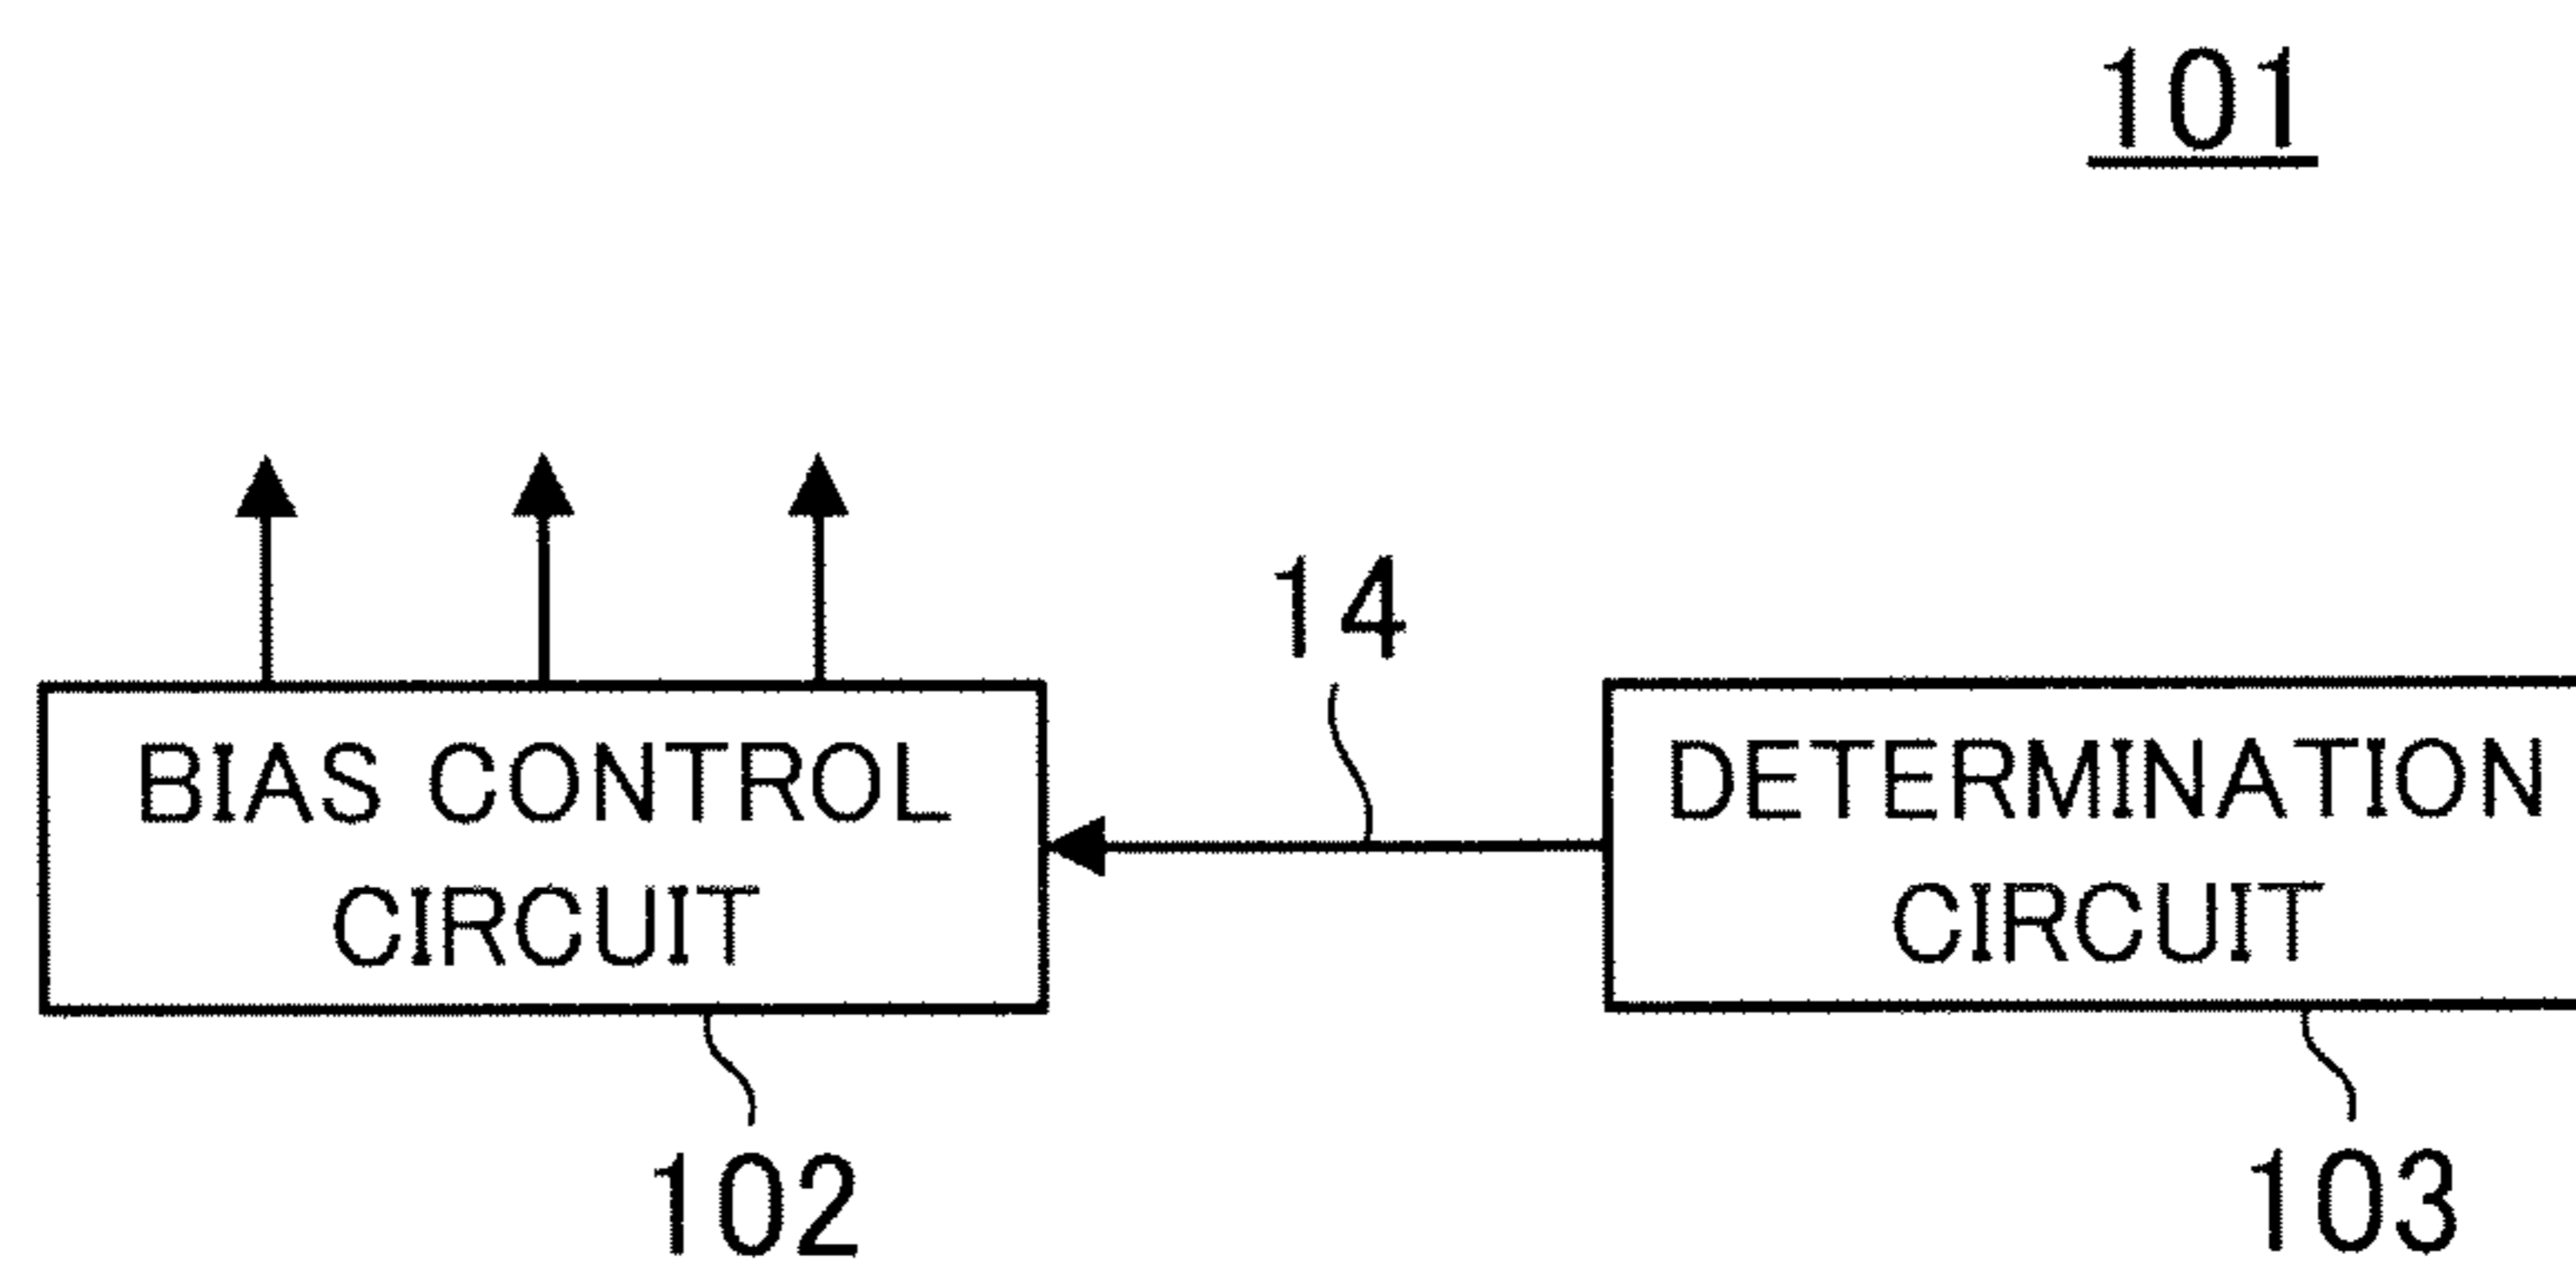 101
14
BIAS CONTROL
CIRCUIT
DETERMINATION
CIRCUIT
102
103